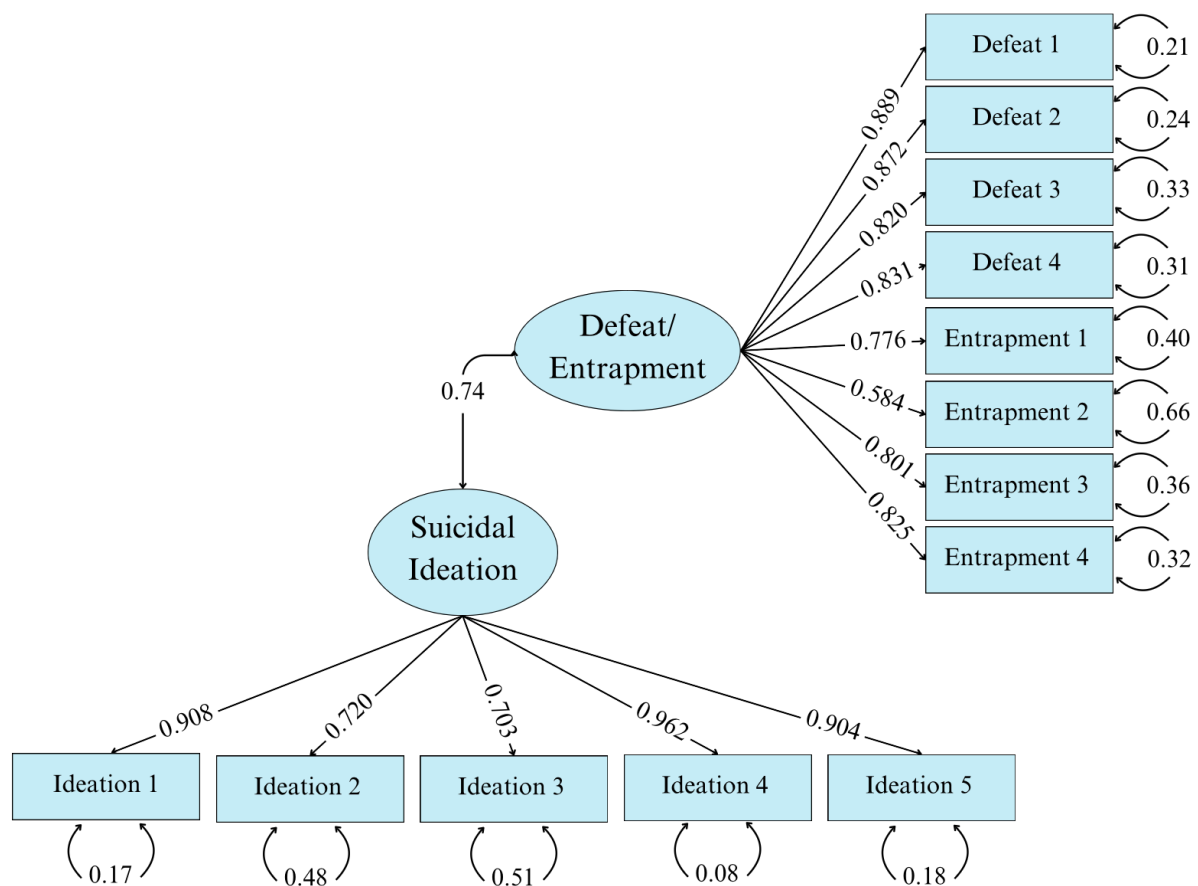 Defeat 1
0.21
0.889
Defeat 2
0.24
0.872
Defeat 3
0.33
0.820
Defeat 4
0.31
0.831
Defeat/
Entrapment
Entrapment 1
0.40
0.776
Entrapment 2
0.66
0.584
Entrapment 3
0.36
0.801
Entrapment 4
0.32
0.825
0.74
Suicidal
Ideation
0.908
0.720
0.703
0.962
0.904
Ideation 1
Ideation 2
Ideation 3
Ideation 4
Ideation 5
0.17
0.48
0.51
0.08
0.18